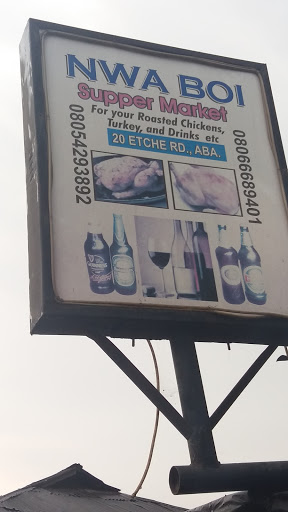 NWA BOI
Supper Market
For your Roasted Chickens,
Turkey, and Drinks etc
20 ETCHE RD., ABA.
08054293892
08066689401